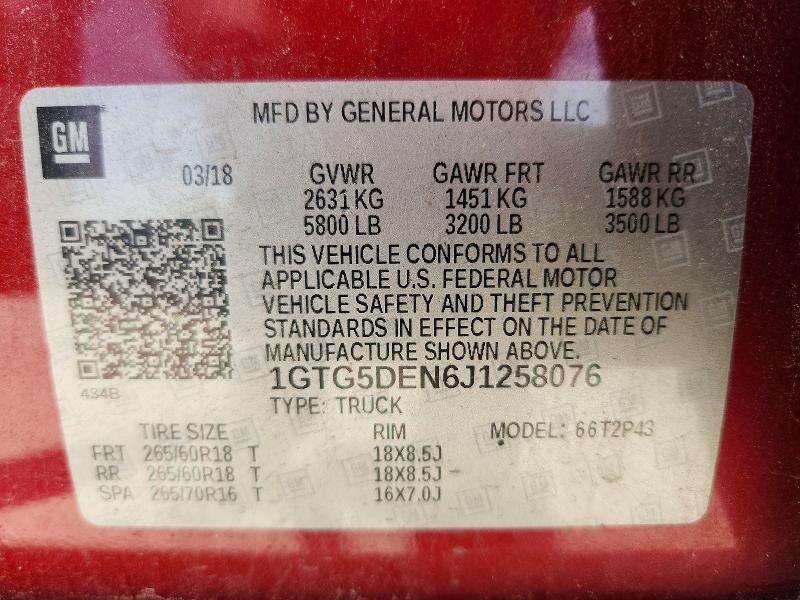 GM
MFD BY GENERAL MOTORS LLC
03/18 GVWR GAWR FRT GAWR RR
2631 KG 1451 KG 1588 KG
5800 LB 3200 LB 3500 LB
THIS VEHICLE CONFORMS TO ALL
APPLICABLE U.S. FEDERAL MOTOR
VEHICLE SAFETY AND THEFT PREVENTION
STANDARDS IN EFFECT ON THE DATE OF
MANUFACTURE SHOWN ABOVE.
434B
1GTG5DEN6J1258076
TYPE: TRUCK
TIRE SIZE RIM MODEL: 66T2P43
FRT 265/60R18 T 18X8.5J
RR 265/60R18 T 18X8.5J
SPA 265/70R16 T 16X7.0J